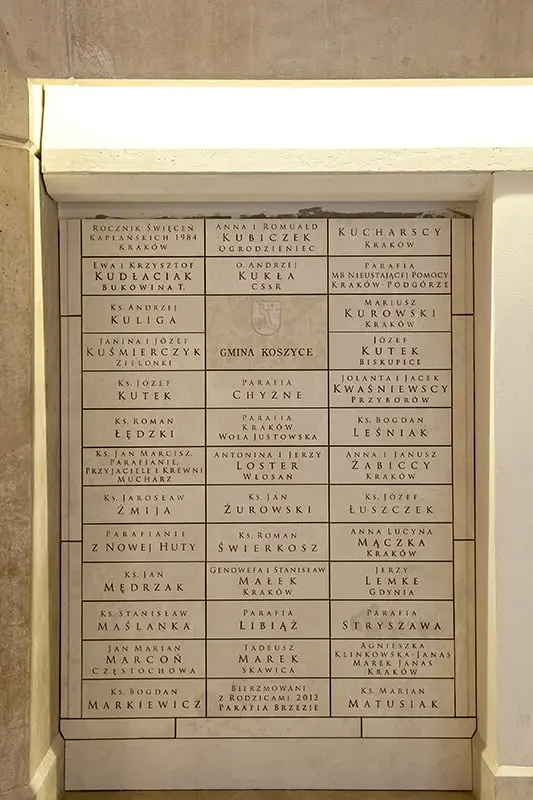 Rocznik Święceń
Kapłańskich 1984
Kraków
Anna i Romuald
Kubiczek
Ogrodzieniec
Kucharscy
Kraków
Ewa i Krzysztof
Kudłaciak
Bukowina T.
o. Andrzej
Kukła
CSsR
Parafia
MB Nieustającej Pomocy
Kraków-Podgórze
Ks. Andrzej
Kuliga
GMINA KOSZYCE
Mariusz
Kurowski
Kraków
Janina i Józef
Kuśmierczyk
Zielonki
Józef
Kutek
Biskupice
Ks. Józef
Kutek
Parafia
Chyżne
Jolanta i Jacek
Kwaśniewscy
Przyborów
Ks. Roman
Łędzki
Parafia
Kraków
Wola Justowska
Ks. Bogdan
Leśniak
Ks. Jan Marcisz,
Parafianie,
Przyjaciele i Krewni
Mucharz
Antonina i Jerzy
Loster
Włosań
Anna i Janusz
Żabiccy
Kraków
Ks. Jarosław
Żmija
Ks. Jan
Żurowski
Ks. Józef
Łuszczek
Parafianie
z Nowej Huty
Ks. Roman
Świerkosz
Anna Lucyna
Mączka
Kraków
Ks. Jan
Mędrzak
Genowefa i Stanisław
Małek
Kraków
Jerzy
Lemke
Gdynia
Ks. Stanisław
Maślanka
Parafia
Libiąż
Parafia
Stryszawa
Jan Marian
Marcoń
Częstochowa
Tadeusz
Marek
Skawica
Agnieszka
Klinkowska-Janas
Marek Janas
Kraków
Ks. Bogdan
Markiewicz
Bierzmowani
z Rodzicami 2012
Parafia Brzezie
Ks. Marian
Matusiak